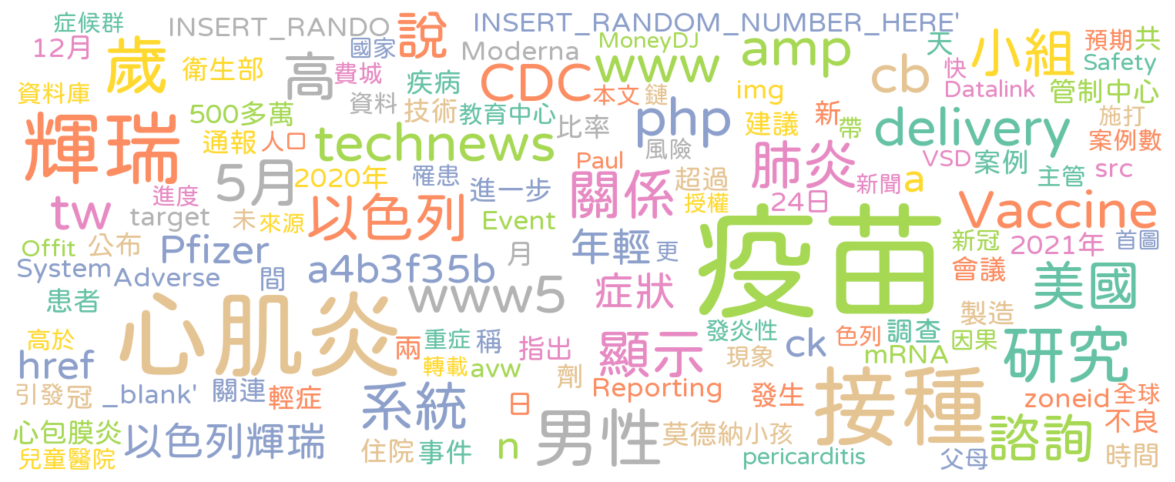 症候群 INSERT_RANDO 說 INSERT_RANDOM_NUMBER_HERE'
12月 歲 國家 Moderna MoneyDJ amp 天 小組 預期 共
衛生部 高 費城 疾病 CDC www cb 快 Safety
資料庫 資料 技術 本文 鏈 img Datalink 管制中心
500多萬 教育中心 比率 php 建議 新 帶 delivery 施打
輝瑞 通報 人口 technews 風險 案例數
Paul 肺炎 VSD 案例 主管 src
進度 5月 2020年 罹患 進一步 關係 超過 新聞 a
tw target 未 來源 以色列 Event 授權 24日 Vaccine
Offit 公布 Pfizer 年輕 更 疫苗 新冠 2021年 首圖
System Adverse 間 a4b3f35b 月 會議 美國
患者 心肌炎 www5 症狀 製造
高於 兩 重症 稱 指出 顯示 發炎性 ck 色列 調查 因果 研究
href 轉載 avw 現象 mRNA
引發 冠 _blank' 關連 輕症 系統 劑 Reporting 發生 接種 zoneid 全球
心包膜炎 以色列輝瑞 日 男性 莫德納 小孩 諮詢 不良
兒童醫院 住院 事件 n pericarditis 父母 時間